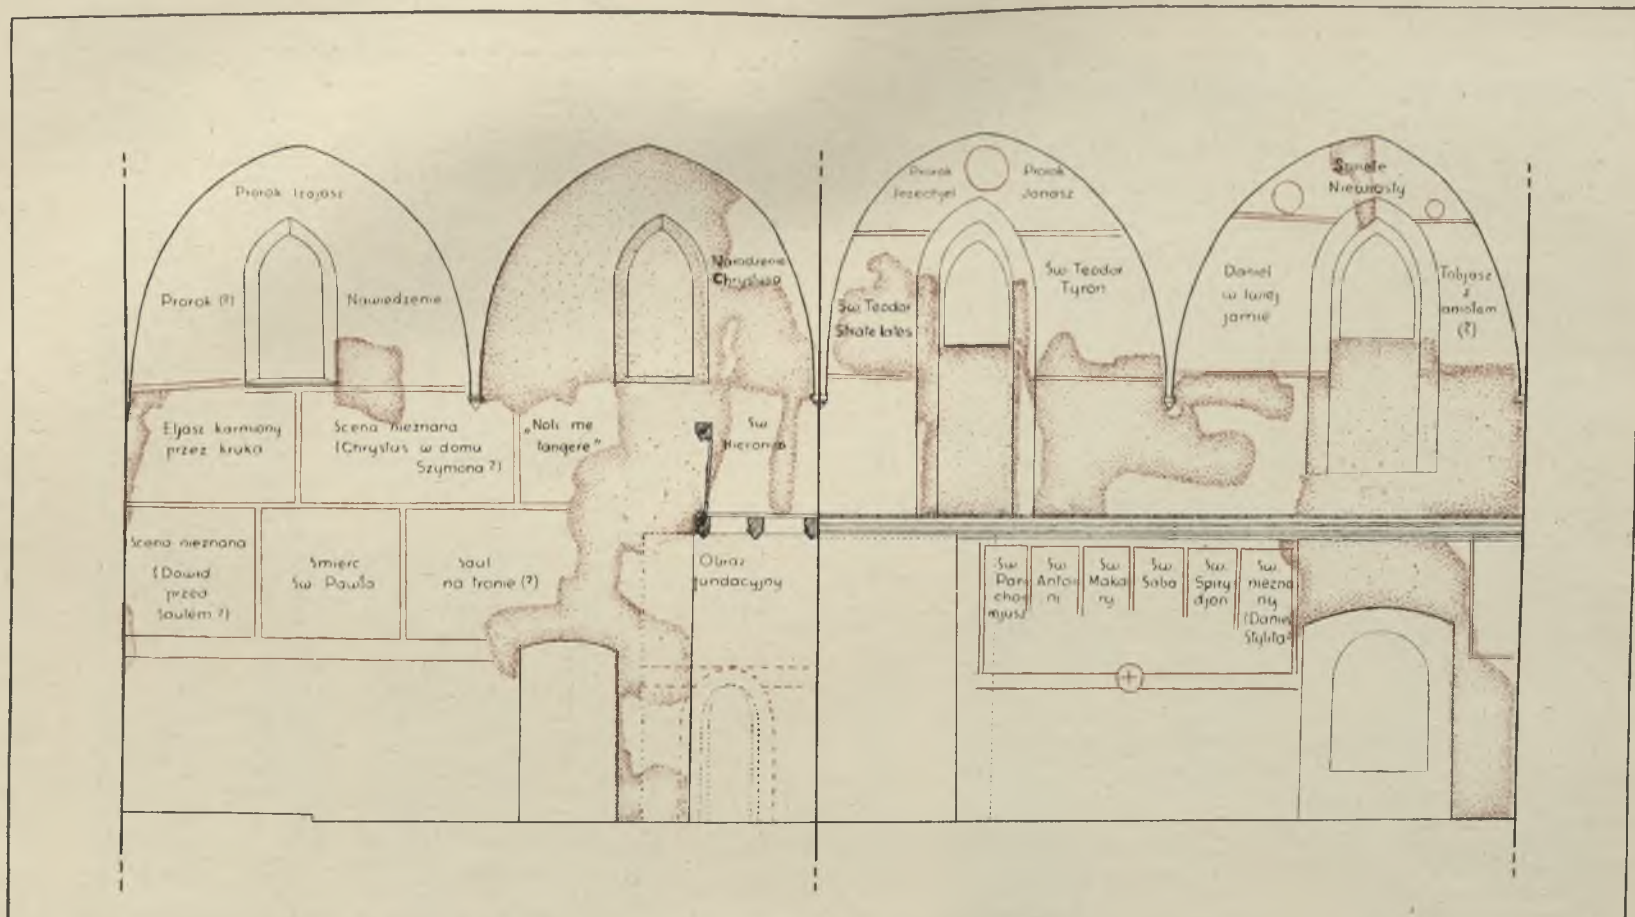 Prorok Izajasz
Prorok (?)
Nawiedzenie
Narodzenie
Chrystusa
Prorok
Jezechjel
Prorok
Jonasz
Św Teodor
Stratelates
Św Teodor
Tyron
Niewiasty
Daniel
w lwiej
jamie
Tobjasz
z
aniołem
(?)
Eljasz karmiony
przez kruka
Scena nieznana
(Chrystus w domu
Szymona ?)
„Noli me
tangere”
Św
Hieronim
Scena nieznana
(Dawid
przed
Saulem ?)
Śmierć
Św Pawła
Saul
na tronie (?)
Obraz
fundacyjny
Św
Par
cho
mjusz
Św
Anto
ni
Św
Maka
ry
Św
Saba
Św.
Spiry
djon
Św
niezna
ny
(Daniel
Stylita?